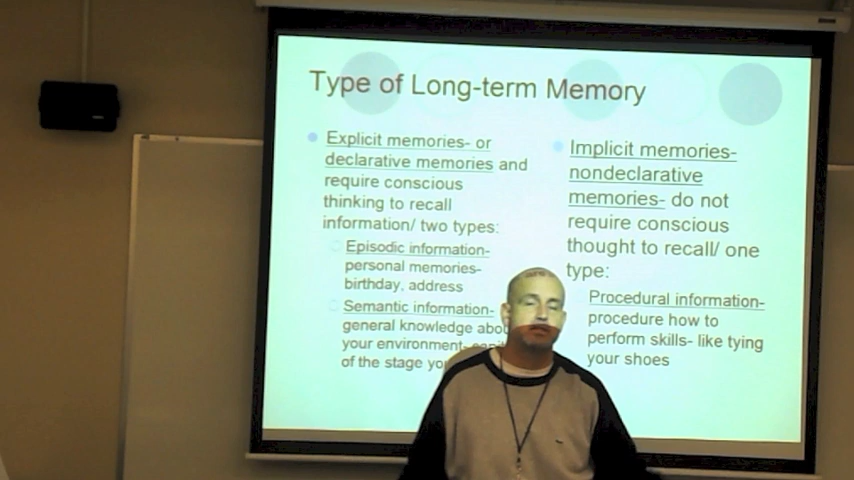 Type of Long-term Memory
Explicit memories- or
declarative memories and
require conscious
thinking to recall
information/ two types:
Episodic information-
personal memories-
birthday, address
Semantic information-
general knowledge
your environment-
of the stage
Implicit memories-
nondeclarative
memories- do not
require conscious
thought to recall/ one
type:
Procedural information-
procedure how to
perform skills- like tying
your shoes